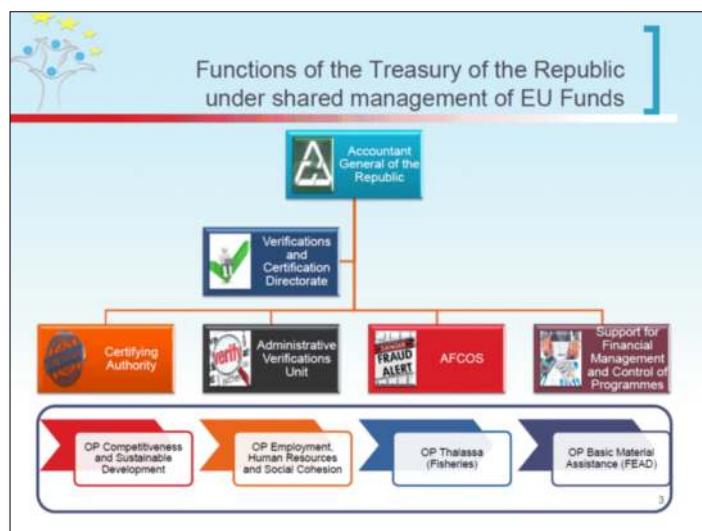 Functions of the Treasury of the Republic
under shared management of EU Funds
Accountant
General of the
Republic
Verifications
and
Certification
Directorate
Certifying
Authority
verify
Administrative
Verifications
Unit
DANGER
FRAUD
ALERT
AFCOS
Support for
Financial
Management
and Control of
Programmes
OP Competitiveness
and Sustainable
Development
OP Employment,
Human Resources
and Social Cohesion
OP Thalassa
(Fisheries)
OP Basic Material
Assistance (FEAD)
3